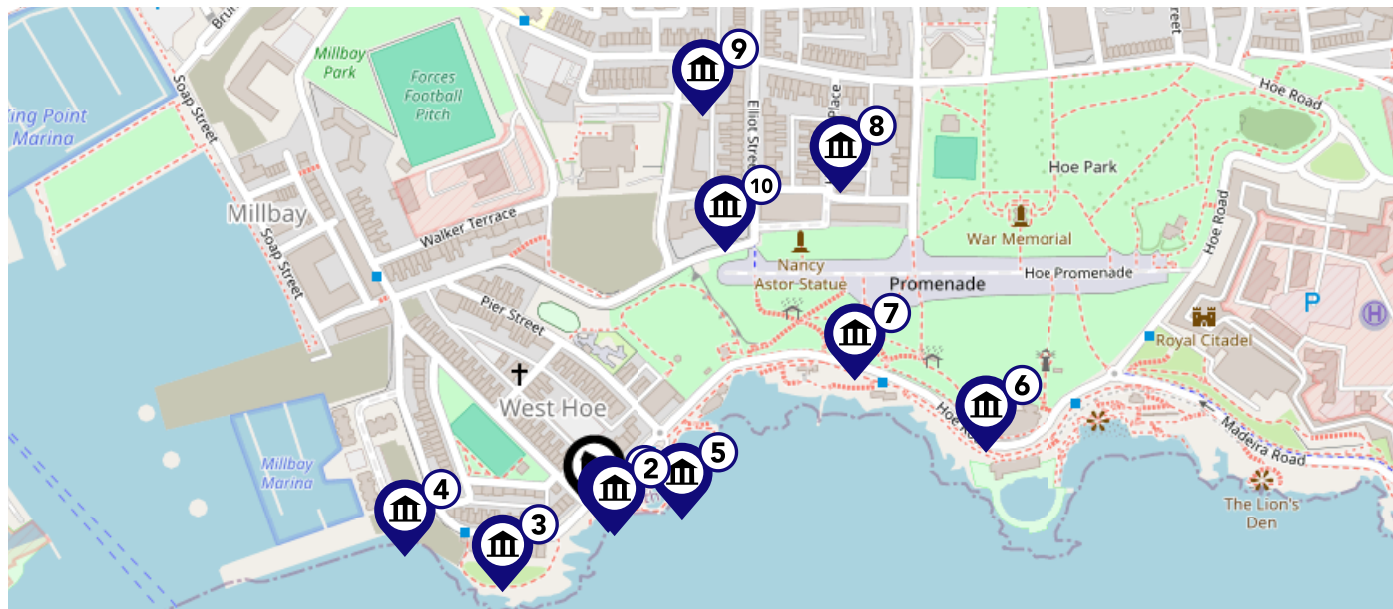 Millbay
Park
Forces
Football
Pitch
Soap Street
Marina
Elliot Street
Hoe Road
9
8
10
Hoe Park
Millbay
Soap Street
Walker Terrace
War Memorial
Hoe Road
Nancy
Astor Statue
Hoe Promenade
Promenade
P
H
Pier Street
7
Royal Citadel
West Hoe
6
Madeira Road
Millbay
Marina
2
5
4
3
The Lion's
Den